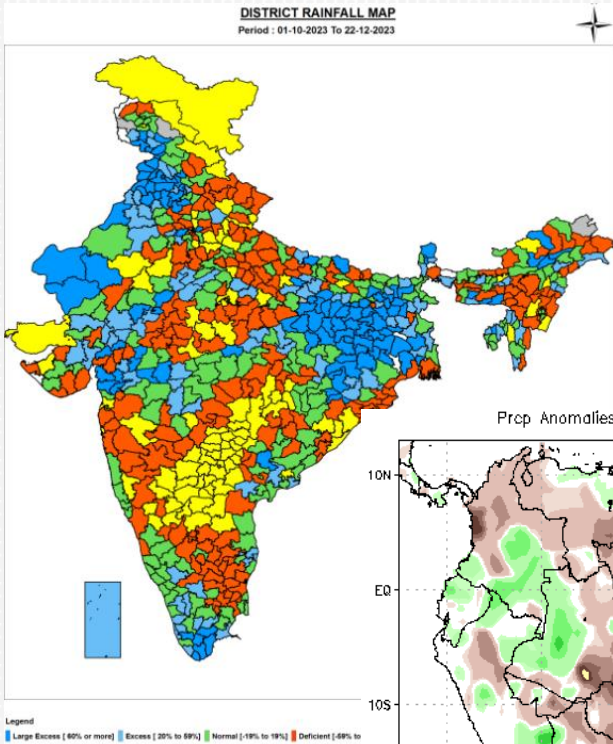 DISTRICT RAINFALL MAP
Period : 01-10-2023 To 22-12-2023
Prcp Anomalies
10N
EQ
10S
Legend
Large Excess [ 60% or more] Excess [ 20% to 59%] Normal [-19% to 19%] Deficient [-59% to